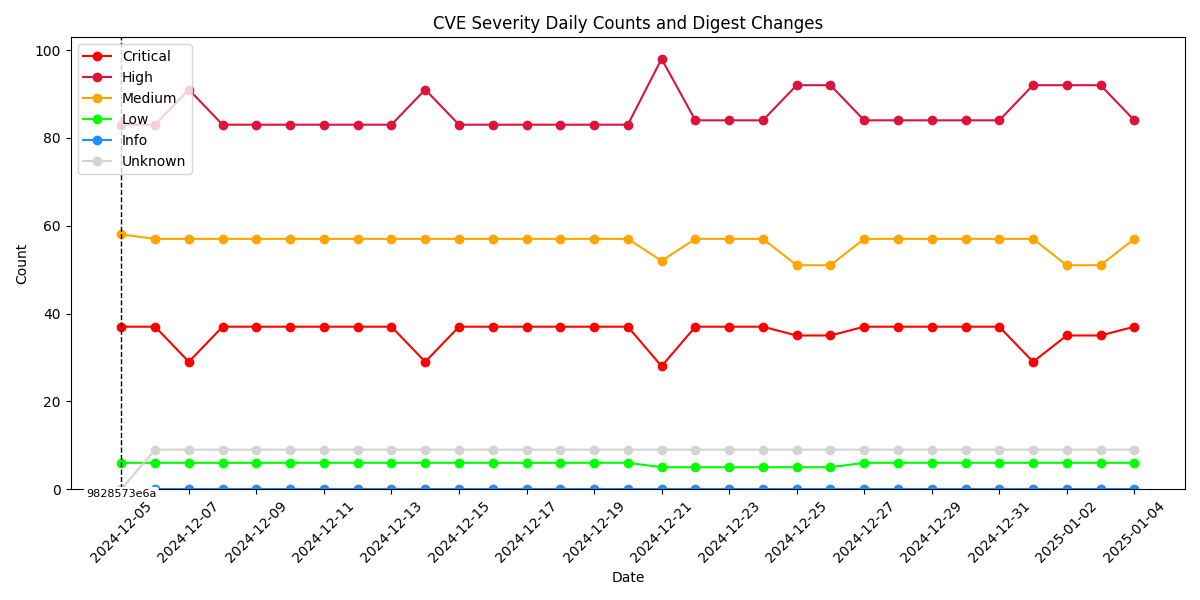 CVE Severity Daily Counts and Digest Changes
Critical
High
Medium
Low
Info
Unknown
Count
100
80
60
40
20
0
9828573e6a
2024-12-05
2024-12-07
2024-12-09
2024-12-11
2024-12-13
2024-12-15
2024-12-17
2024-12-19
2024-12-21
2024-12-23
2024-12-25
2024-12-27
2024-12-29
2024-12-31
2025-01-02
2025-01-04
Date